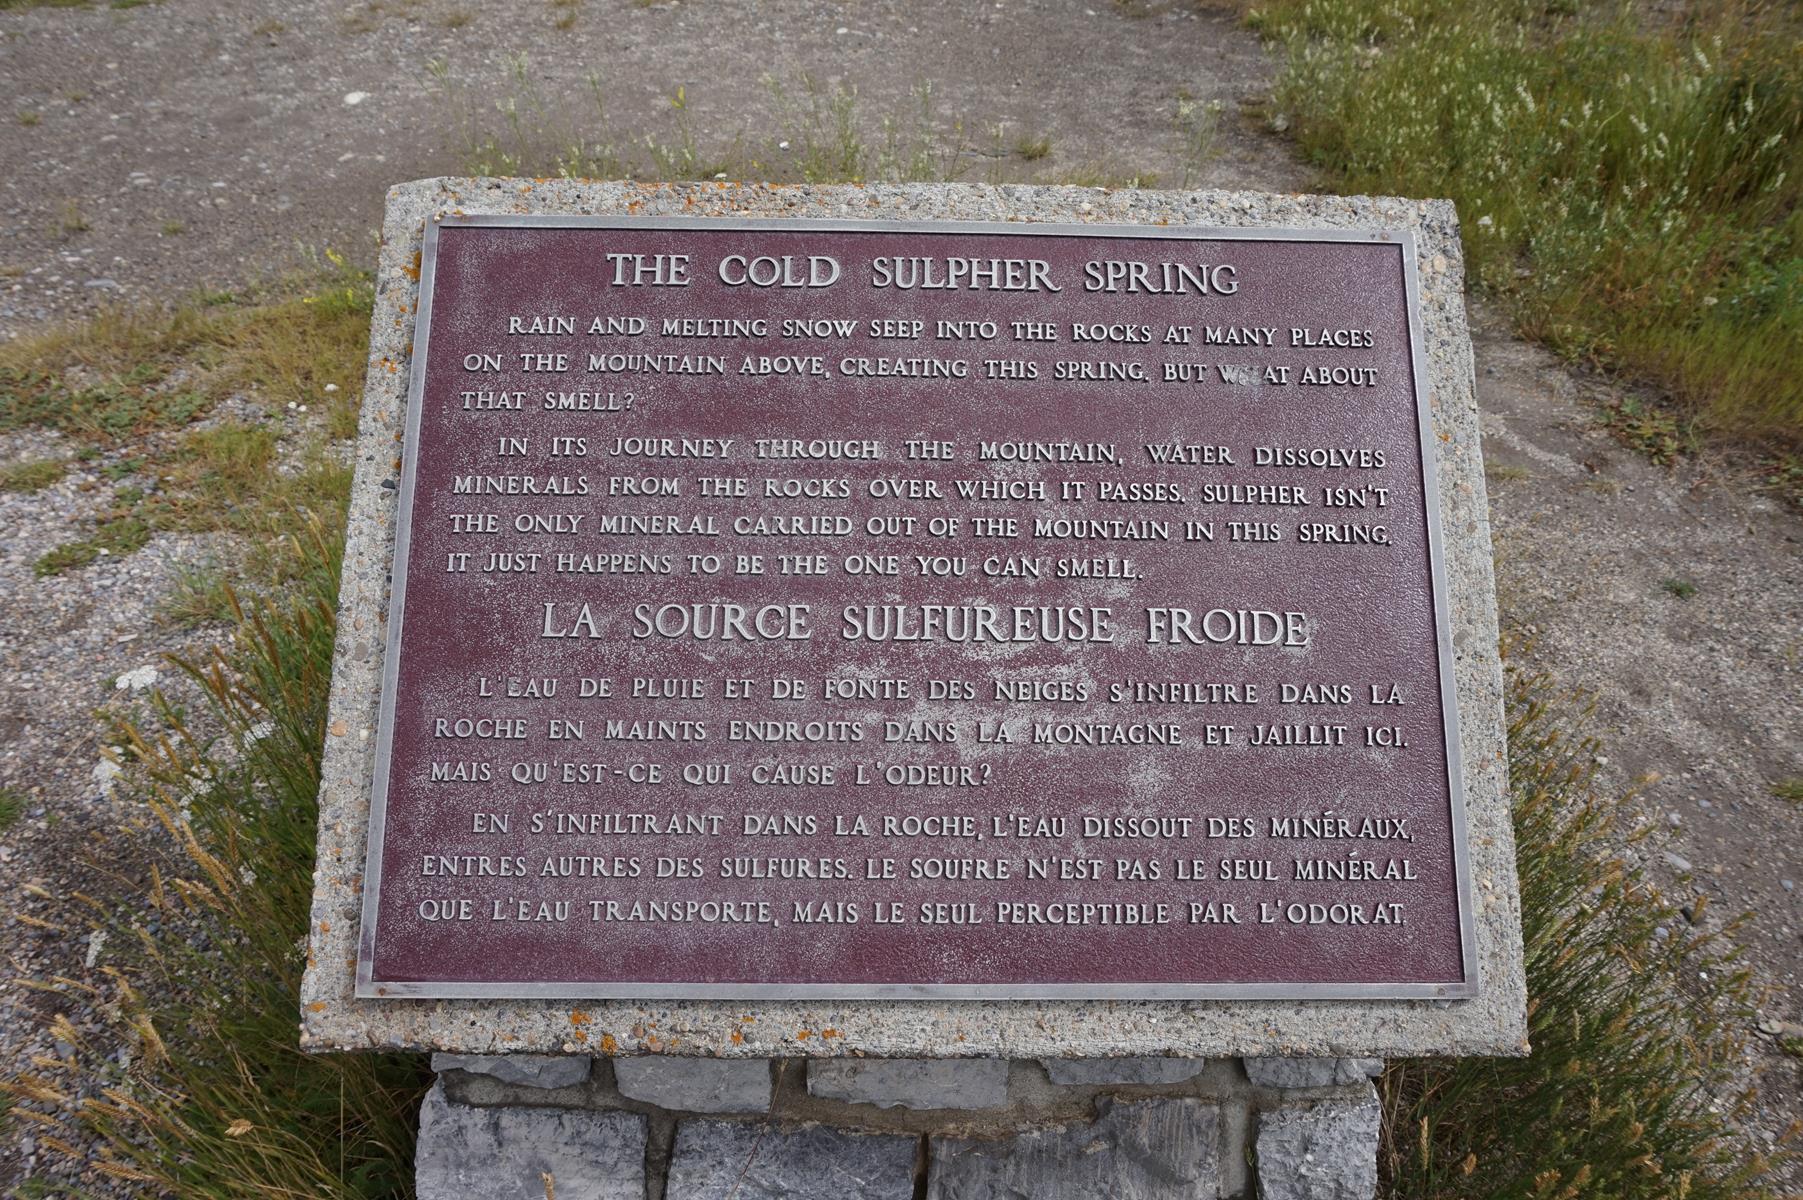 THE COLD SULPHER SPRING
RAIN AND MELTING SNOW SEEP INTO THE ROCKS AT MANY PLACES
ON THE MOUNTAIN ABOVE, CREATING THIS SPRING. BUT WHAT ABOUT
THAT SMELL?
IN ITS JOURNEY THROUGH THE MOUNTAIN, WATER DISSOLVES
MINERALS FROM THE ROCKS OVER WHICH IT PASSES. SULPHER ISN'T
THE ONLY MINERAL CARRIED OUT OF THE MOUNTAIN IN THIS SPRING.
IT JUST HAPPENS TO BE THE ONE YOU CAN SMELL.
LA SOURCE SULFUREUSE FROIDE
L'EAU DE PLUIE ET DE FONTE DES NEIGES S'INFILTRE DANS LA
ROCHE EN MAINTS ENDROITS DANS LA MONTAGNE ET JAILLIT ICI.
MAIS QU'EST-CE QUI CAUSE L'ODEUR?
EN S'INFILTRANT DANS LA ROCHE, L'EAU DISSOUT DES MINÉRAUX,
ENTRES AUTRES DES SULFURES. LE SOUFRE N'EST PAS LE SEUL MINÉRAL
QUE L'EAU TRANSPORTE, MAIS LE SEUL PERCEPTIBLE PAR L'ODORAT.